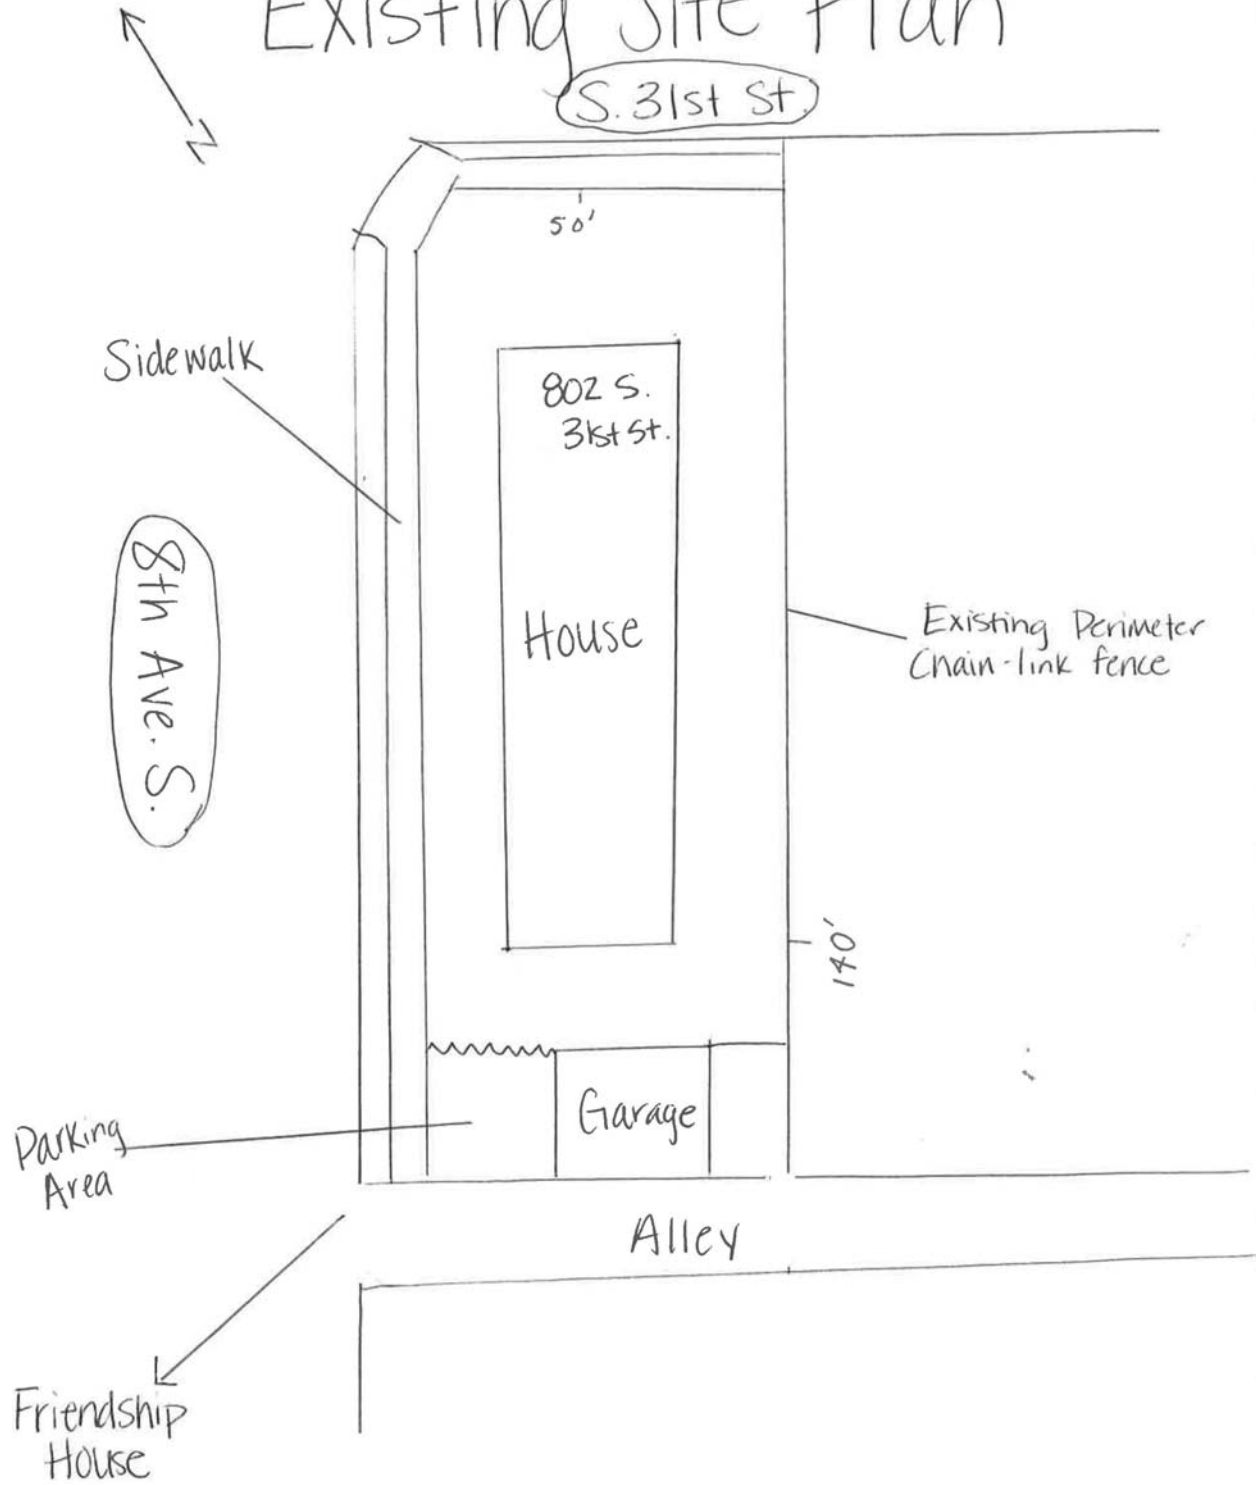 Existing Site Plan
N
S. 31st St.
50'
Sidewalk
802 S.
31st St.
8th Ave. S.
House
Existing Perimeter
Chain-link fence
140'
Parking
Area
Garage
Alley
Friendship
House